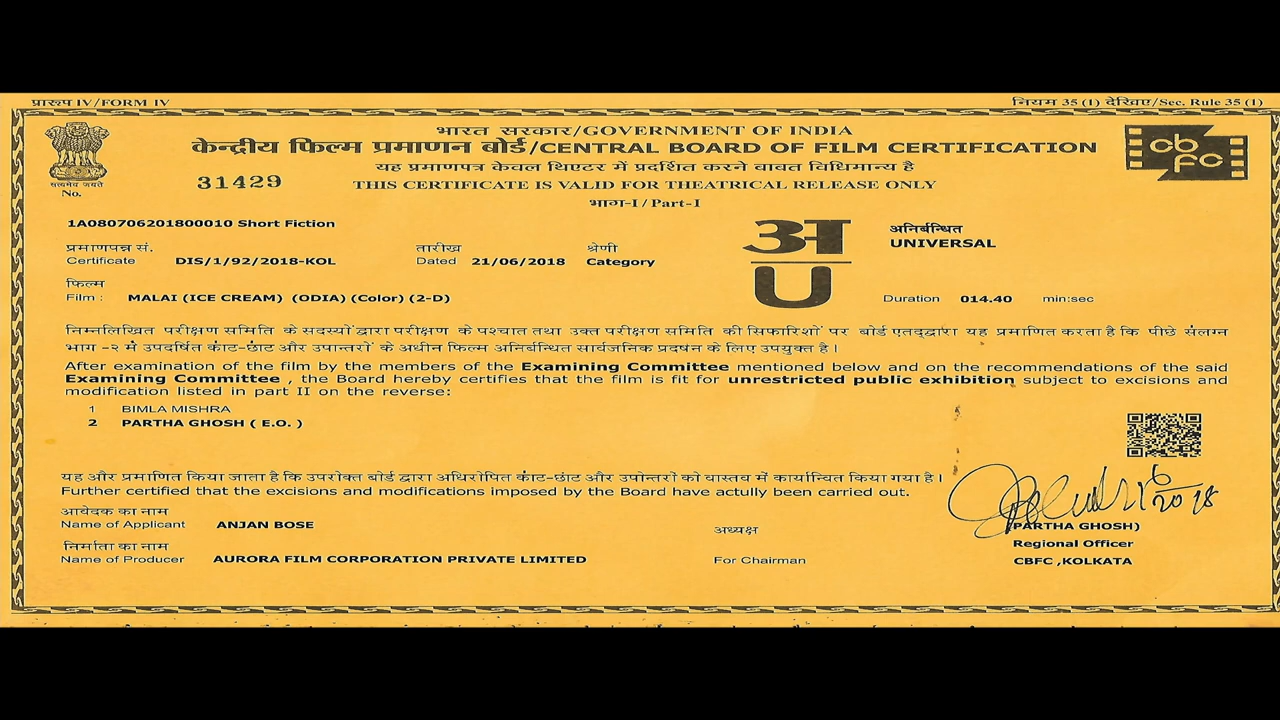 प्रारूप IV/FORM IV
नियम 35 (1) देखिए/Sec. Rule 35 (1)
भारत सरकार/GOVERNMENT OF INDIA
केन्द्रीय फिल्म प्रमाणन बोर्ड/CENTRAL BOARD OF FILM CERTIFICATION
cb
fc
यह प्रमाणपत्र केवल थिएटर में प्रदर्शित करने बावत विधिमान्य है
सत्यमेव जयते
No.
31429
THIS CERTIFICATE IS VALID FOR THEATRICAL RELEASE ONLY
भाग-I/Part-I
1A080706201800010 Short Fiction
अ
U
अनिर्बन्धित
UNIVERSAL
प्रमाणपन्न सं. तारीख श्रेणी
Certificate DIS/1/92/2018-KOL Dated 21/06/2018 Category
फिल्म
Film : MALAI (ICE CREAM) (ODIA) (Color) (2-D) Duration 014.40 min:sec
निम्नलिखित परीक्षण समिति के सदस्यों द्वारा परीक्षण के पश्चात तथा उक्त परीक्षण समिति की सिफारिशों पर बोर्ड एतद्द्वारा यह प्रमाणित करता है कि पीछे संलग्न
भाग -२ में उपदर्षित कांट-छांट और उपान्तरों के अधीन फिल्म अनिर्बन्धित सार्वजनिक प्रदषन के लिए उपयुक्त है।
After examination of the film by the members of the Examining Committee mentioned below and on the recommendations of the said
Examining Committee , the Board hereby certifies that the film is fit for unrestricted public exhibition subject to excisions and
modification listed in part II on the reverse:
1 BIMLA MISHRA
2 PARTHA GHOSH ( E.O. )
यह और प्रमाणित किया जाता है कि उपरोक्त बोर्ड द्वारा अधिरोपित कांट-छांट और उपोन्तरों को वास्तव में कार्यान्वित किया गया है।
Further certified that the excisions and modifications imposed by the Board have actully been carried out.
आवेदक का नाम
Name of Applicant ANJAN BOSE
अध्यक्ष
(PARTHA GHOSH)
निर्माता का नाम
Regional Officer
Name of Producer AURORA FILM CORPORATION PRIVATE LIMITED For Chairman CBFC ,KOLKATA